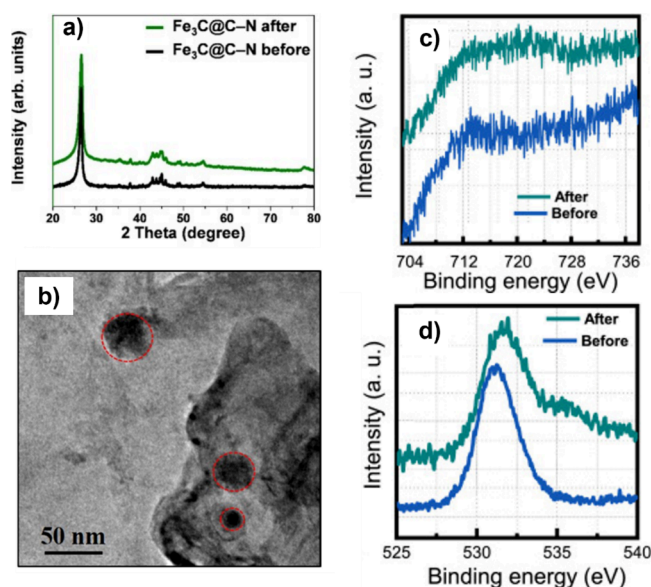 a)
Fe₃C@C–N after
Fe₃C@C–N before
Intensity (arb. units)
20 30 40 50 60 70 80
2 Theta (degree)
b)
50 nm
c)
Intensity (a. u.)
After
Before
704 712 720 728 736
Binding energy (eV)
d)
After
Before
Intensity (a. u.)
525 530 535 540
Binding energy (eV)